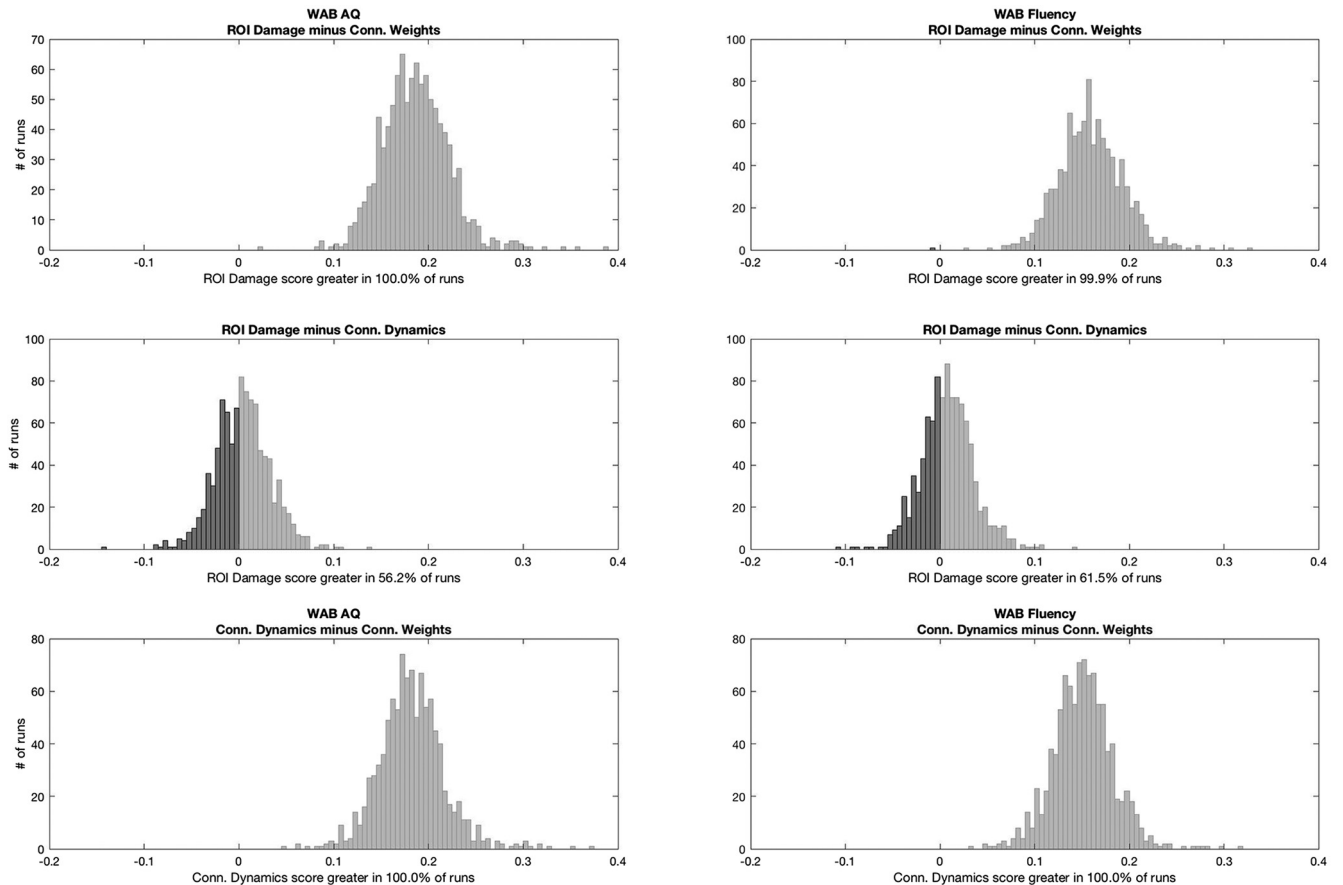 WAB AQ
ROI Damage minus Conn. Weights
70
60
50
40
30
20
10
0
# of runs
-0.2 -0.1 0 0.1 0.2 0.3 0.4
ROI Damage score greater in 100.0% of runs
WAB Fluency
ROI Damage minus Conn. Weights
100
80
60
40
20
0
-0.2 -0.1 0 0.1 0.2 0.3 0.4
ROI Damage score greater in 99.9% of runs
ROI Damage minus Conn. Dynamics
100
80
60
40
20
0
# of runs
-0.2 -0.1 0 0.1 0.2 0.3 0.4
ROI Damage score greater in 56.2% of runs
ROI Damage minus Conn. Dynamics
100
80
60
40
20
0
-0.2 -0.1 0 0.1 0.2 0.3 0.4
ROI Damage score greater in 61.5% of runs
WAB AQ
Conn. Dynamics minus Conn. Weights
80
60
40
20
0
# of runs
-0.2 -0.1 0 0.1 0.2 0.3 0.4
Conn. Dynamics score greater in 100.0% of runs
WAB Fluency
Conn. Dynamics minus Conn. Weights
80
60
40
20
0
-0.2 -0.1 0 0.1 0.2 0.3 0.4
Conn. Dynamics score greater in 100.0% of runs